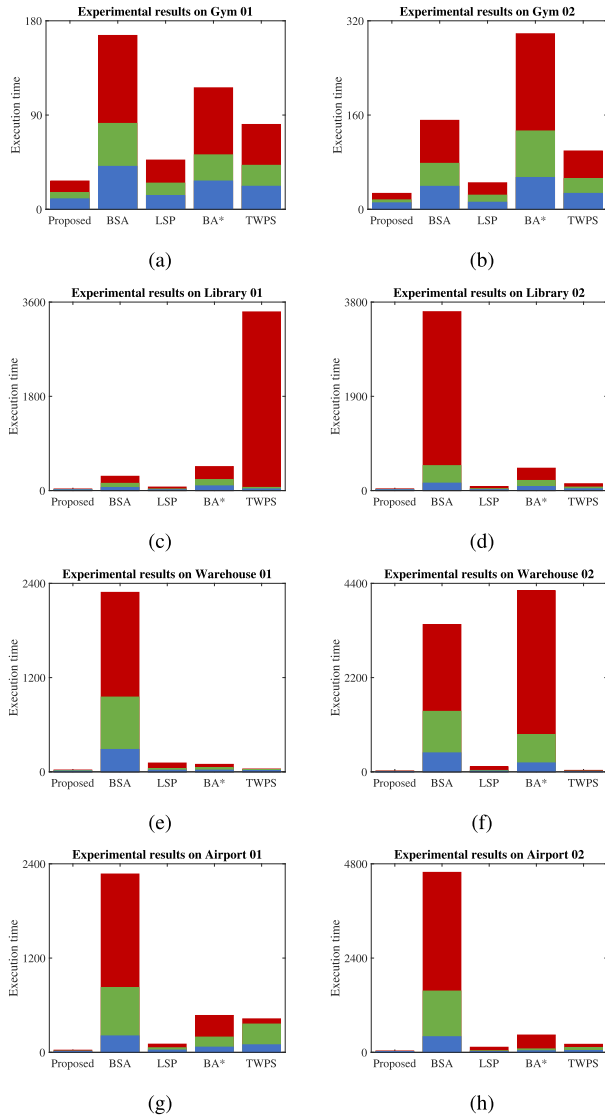 Experimental results on Gym 01
180
90
0
Execution time
Proposed BSA LSP BA* TWPS
(a)
Experimental results on Gym 02
320
160
0
Execution time
Proposed BSA LSP BA* TWPS
(b)
Experimental results on Library 01
3600
1800
0
Execution time
Proposed BSA LSP BA* TWPS
(c)
Experimental results on Library 02
3800
1900
0
Execution time
Proposed BSA LSP BA* TWPS
(d)
Experimental results on Warehouse 01
2400
1200
0
Execution time
Proposed BSA LSP BA* TWPS
(e)
Experimental results on Warehouse 02
4400
2200
0
Execution time
Proposed BSA LSP BA* TWPS
(f)
Experimental results on Airport 01
2400
1200
0
Execution time
Proposed BSA LSP BA* TWPS
(g)
Experimental results on Airport 02
4800
2400
0
Execution time
Proposed BSA LSP BA* TWPS
(h)